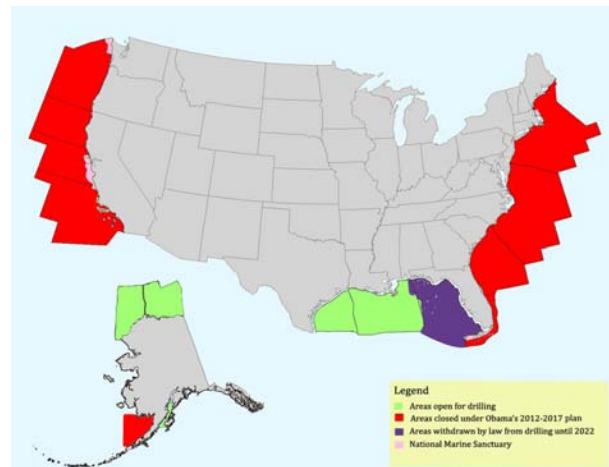 Legend
Areas open for drilling
Areas closed under Obama's 2012-2017 plan
Areas withdrawn by law from drilling until 2022
National Marine Sanctuary